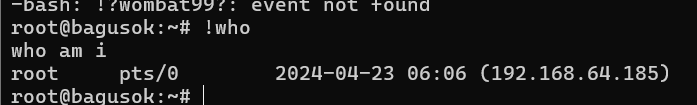 -bash: !?wombat99?: event not found
root@bagusok:~# !who
who am i
root     pts/0        2024-04-23 06:06 (192.168.64.185)
root@bagusok:~#